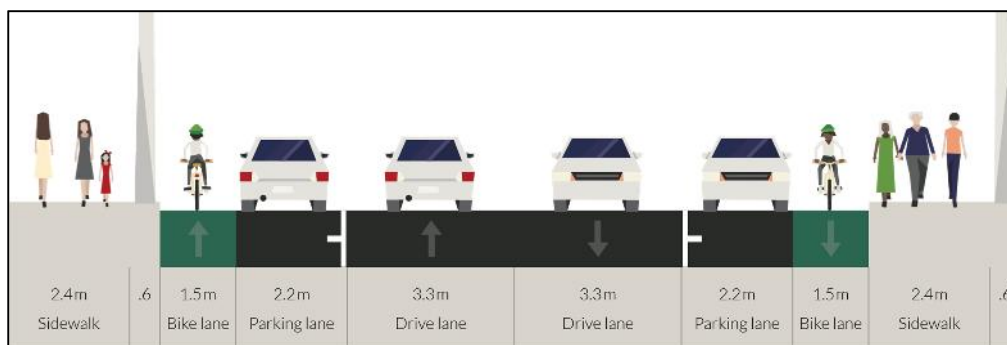 2.4m .6 1.5m 2.2m 3.3m 3.3m 2.2m 1.5m 2.4m .6
Sidewalk Bike lane Parking lane Drive lane Drive lane Parking lane Bike lane Sidewalk